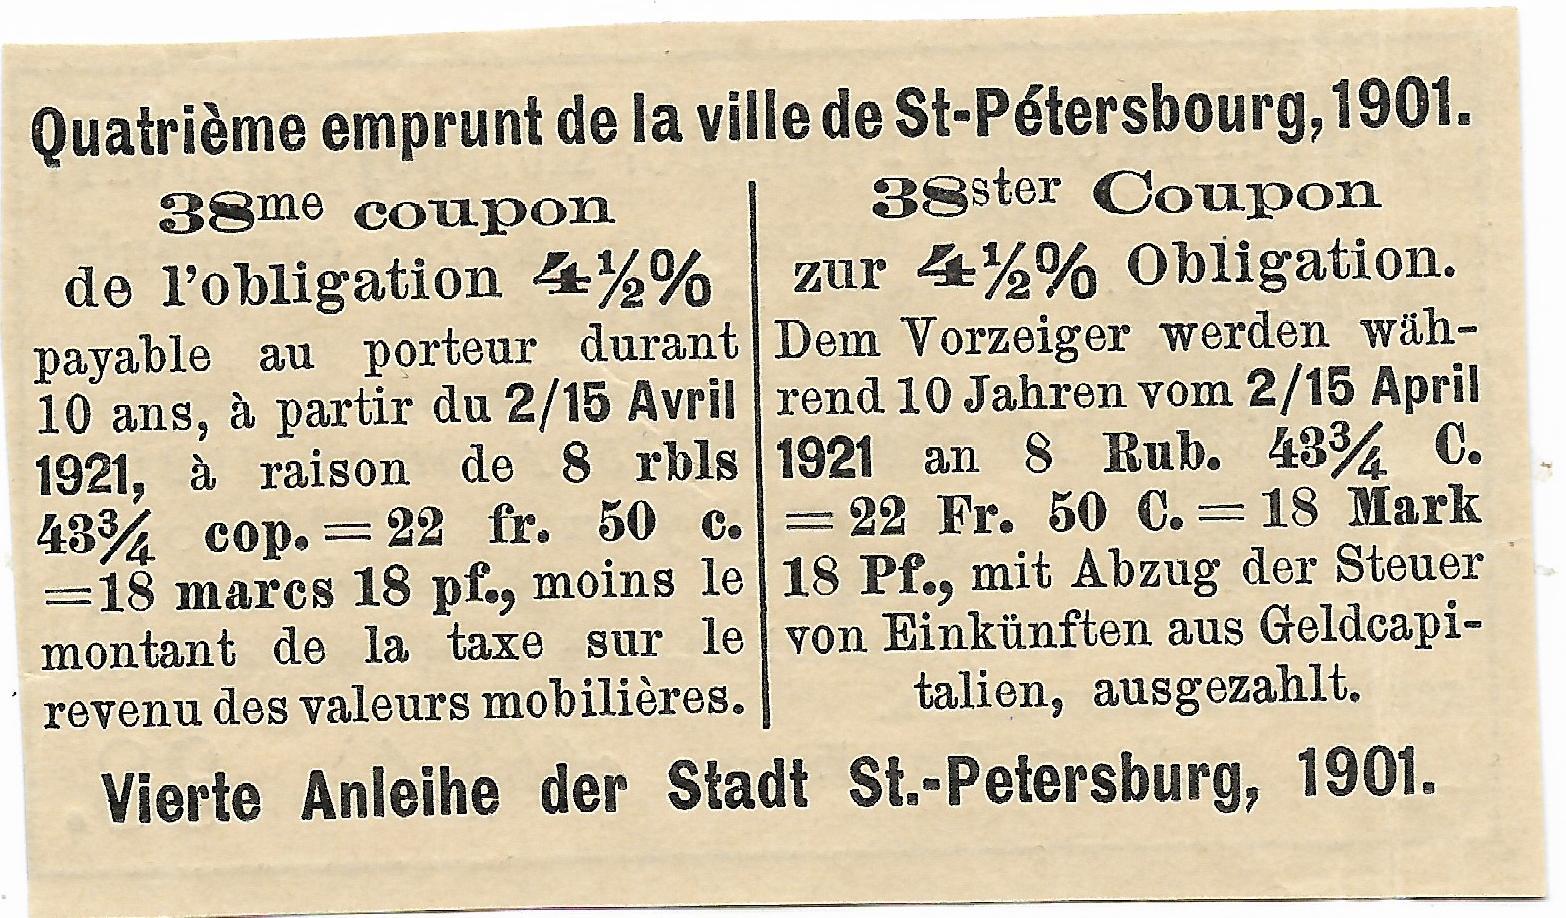 Quatrième emprunt de la ville de St-Pétersbourg, 1901.
38me coupon
de l'obligation 4½%
payable au porteur durant
10 ans, à partir du 2/15 Avril
1921, à raison de 8 rbls
43¾ cop. = 22 fr. 50 c.
=18 marcs 18 pf., moins le
montant de la taxe sur le
revenu des valeurs mobilières.
38ster Coupon
zur 4½% Obligation.
Dem Vorzeiger werden wäh-
rend 10 Jahren vom 2/15 April
1921 an 8 Rub. 43¾ C.
=22 Fr. 50 C.=18 Mark
18 Pf., mit Abzug der Steuer
von Einkünften aus Geldcapi-
talien, ausgezahlt.
Vierte Anleihe der Stadt St.-Petersburg, 1901.